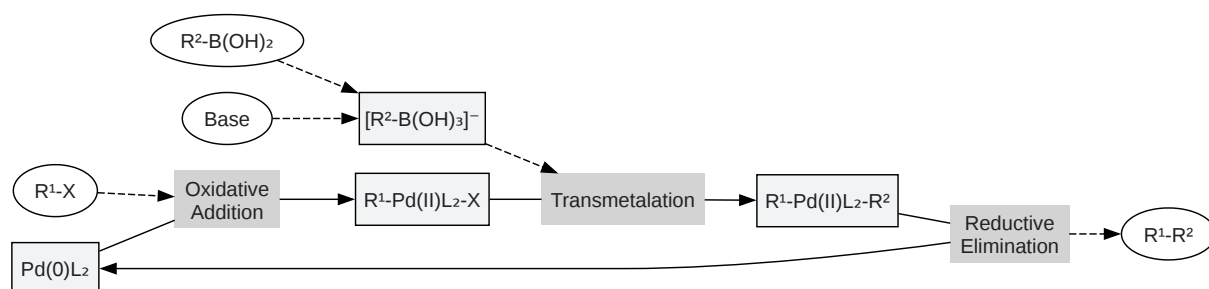 R²-B(OH)₂
Base
[R²-B(OH)₃]⁻
R¹-X
Oxidative
Addition
R¹-Pd(II)L₂-X
Transmetalation
R¹-Pd(II)L₂-R²
Reductive
Elimination
R¹-R²
Pd(0)L₂